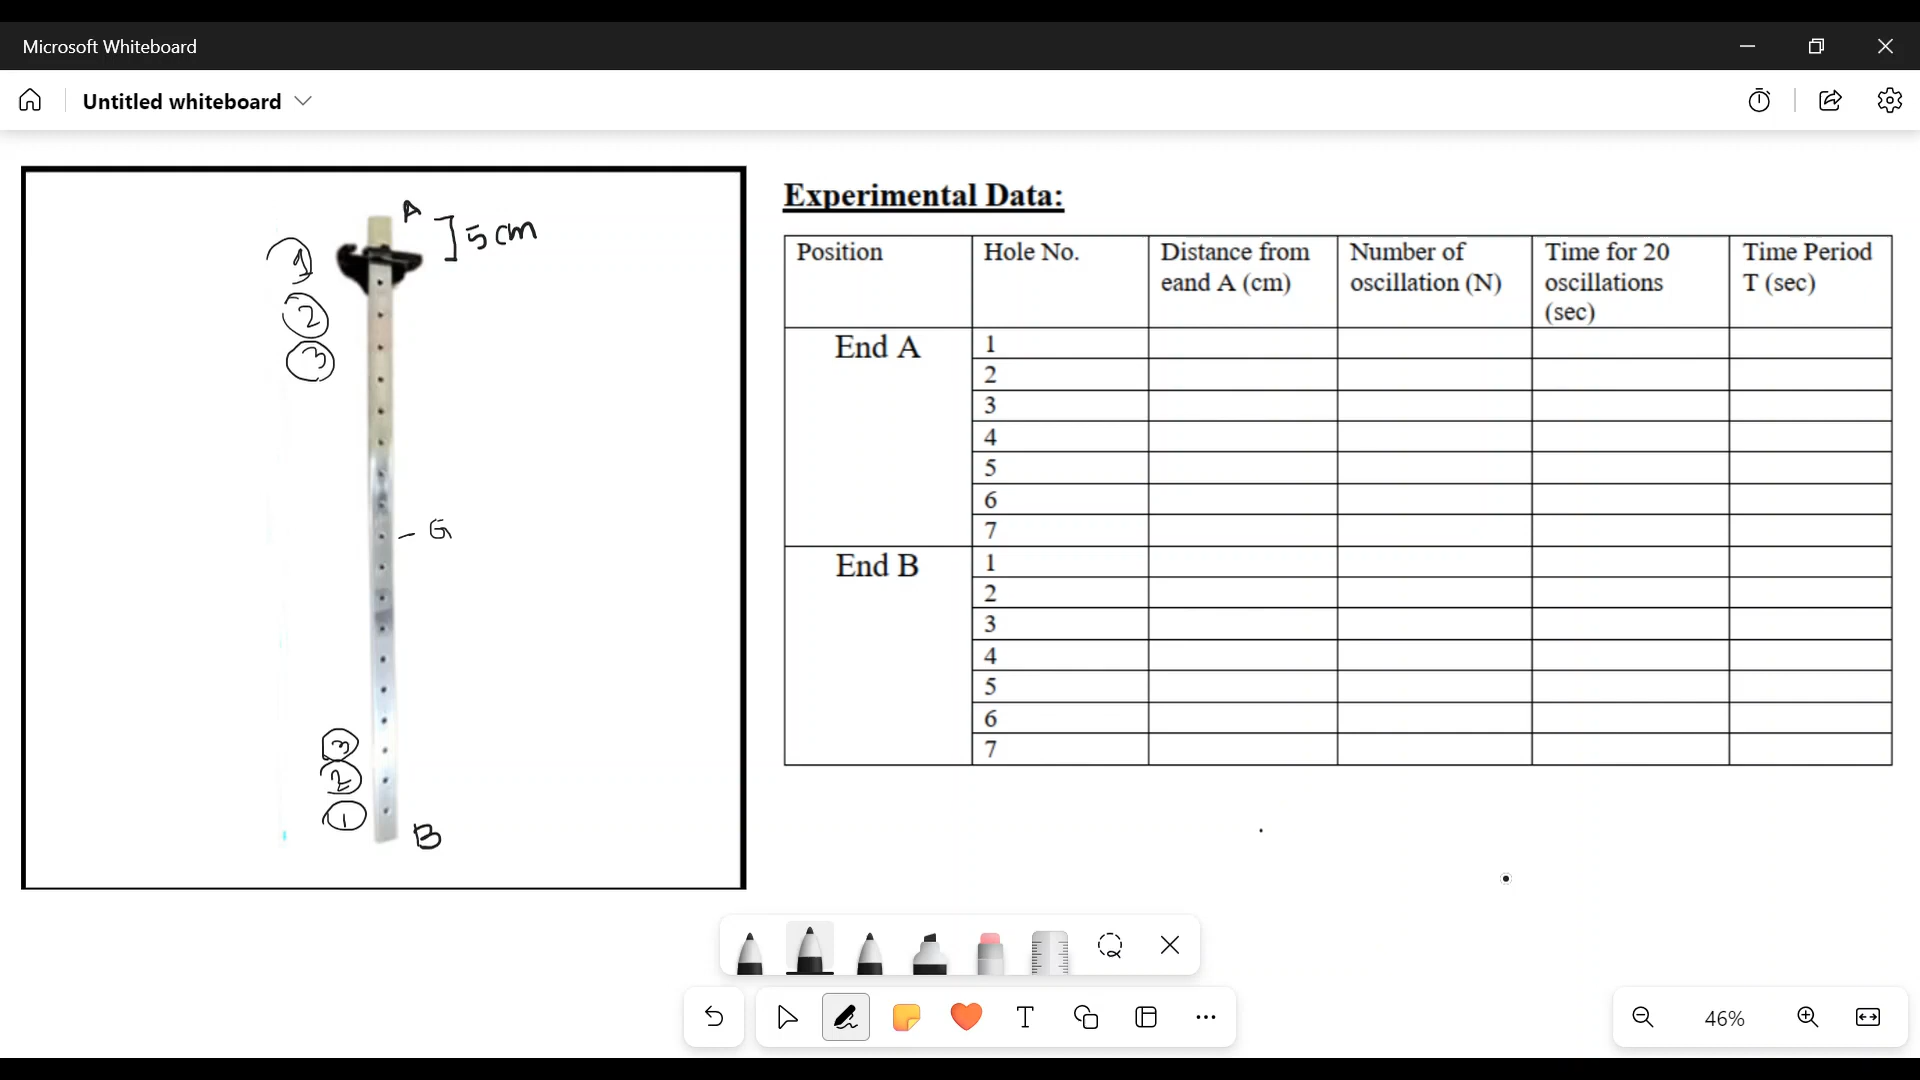 Microsoft Whiteboard
Untitled whiteboard
A
5 cm
1
2
3
G
3
2
1
B
Experimental Data:
Position
Hole No.
Distance from
eand A (cm)
Number of
oscillation (N)
Time for 20
oscillations
(sec)
Time Period
T (sec)
End A
1
2
3
4
5
6
7
End B
1
2
3
4
5
6
7
46%